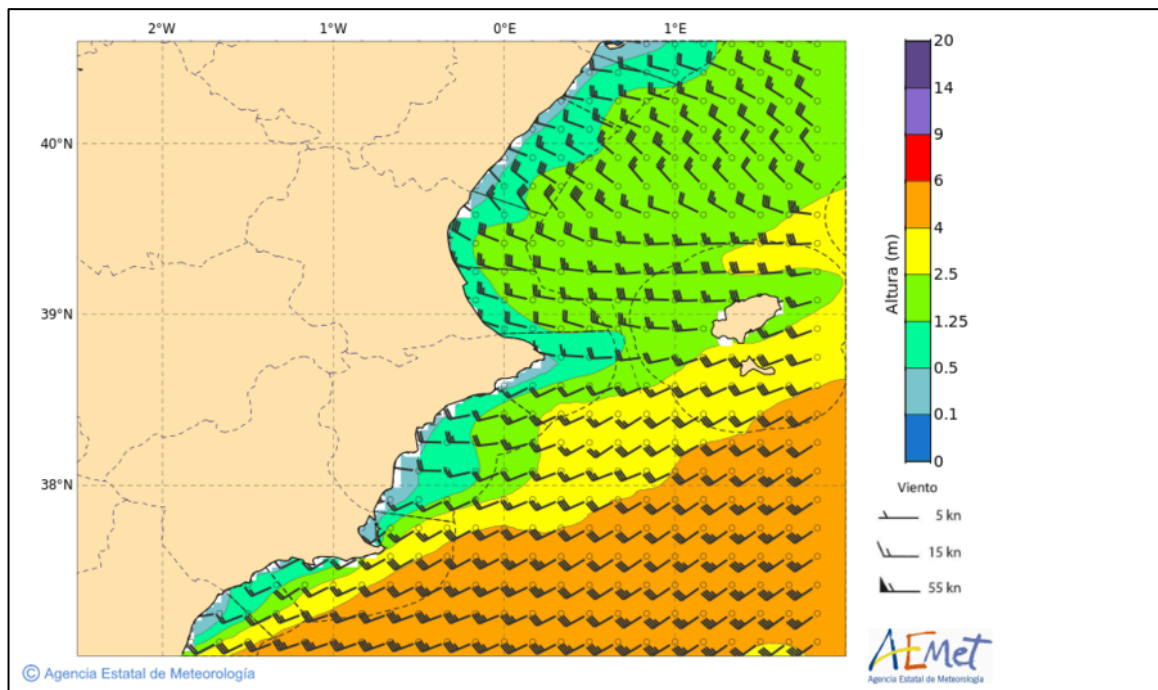 2°W 1°W 0°E 1°E
40°N
39°N
38°N
20
14
9
6
4
2.5
1.25
0.5
0.1
0
Altura (m)
Viento
5 kn
15 kn
55 kn
© Agencia Estatal de Meteorología
AEMet
Agencia Estatal de Meteorología